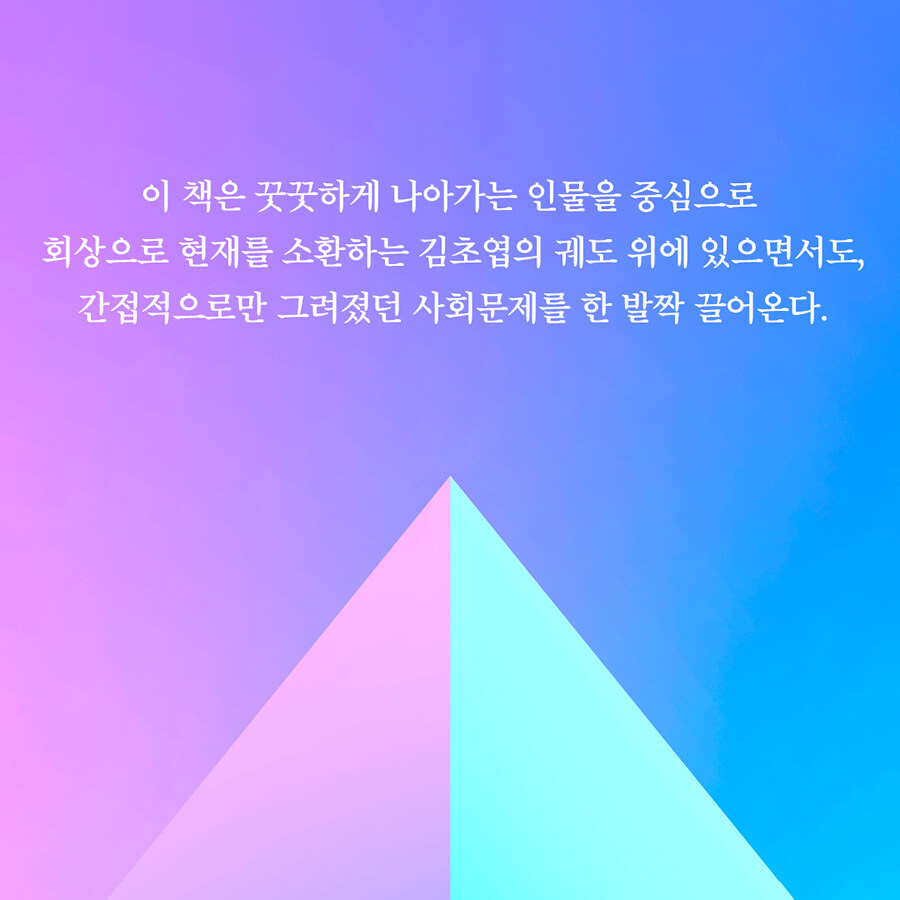 이 책은 꿋꿋하게 나아가는 인물을 중심으로
회상으로 현재를 소환하는 김초엽의 궤도 위에 있으면서도,
간접적으로만 그려졌던 사회문제를 한 발짝 끌어온다.